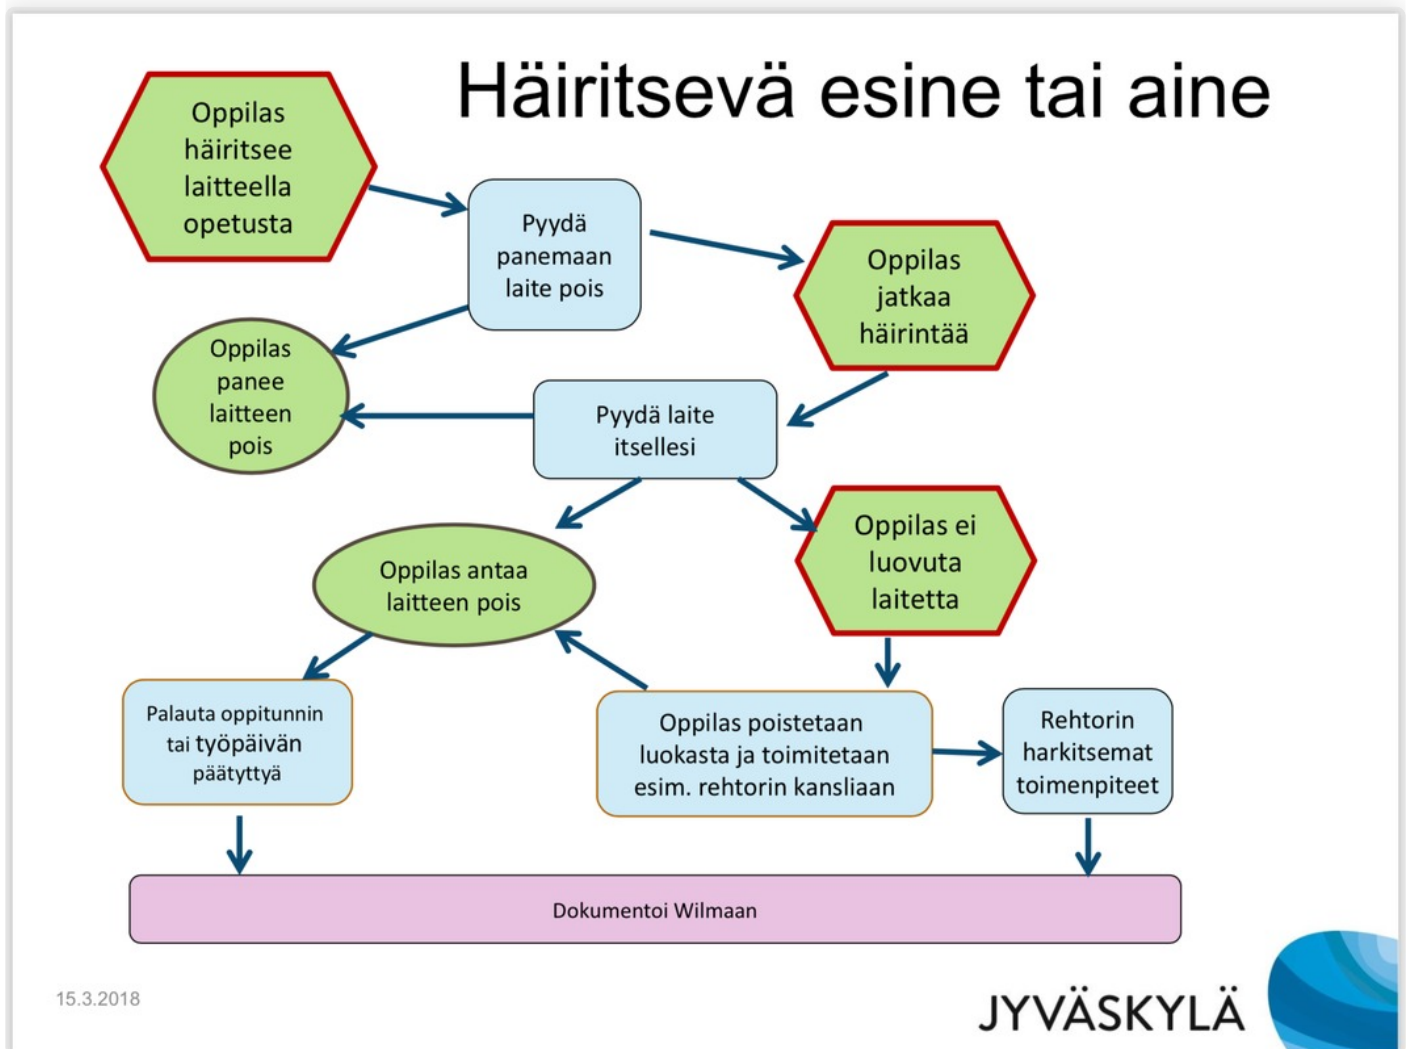 Häiritsevä esine tai aine
Oppilas
häiritsee
laitteella
opetusta
Pyydä
panemaan
laite pois
Oppilas
jatkaa
häirintää
Oppilas
panee
laitteen
pois
Pyydä laite
itsellesi
Oppilas antaa
laitteen pois
Oppilas ei
luovuta
laitetta
Palauta oppitunnin
tai työpäivän
päätyttyä
Oppilas poistetaan
luokasta ja toimitetaan
esim. rehtorin kansliaan
Rehtorin
harkitsemat
toimenpiteet
Dokumentoi Wilmaan
15.3.2018
JYVÄSKYLÄ